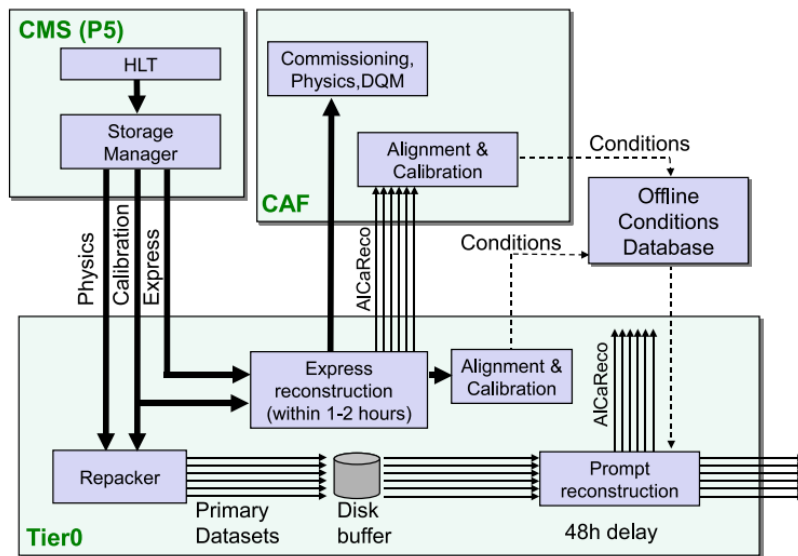 CMS (P5)
HLT
Storage
Manager
Commissioning,
Physics,DQM
Alignment &
Calibration
CAF
Conditions
Offline
Conditions
Database
Conditions
Physics
Calibration
Express
AlCaReco
Express
reconstruction
(within 1-2 hours)
Alignment &
Calibration
AlCaReco
Repacker
Primary
Datasets
Disk
buffer
Prompt
reconstruction
48h delay
Tier0